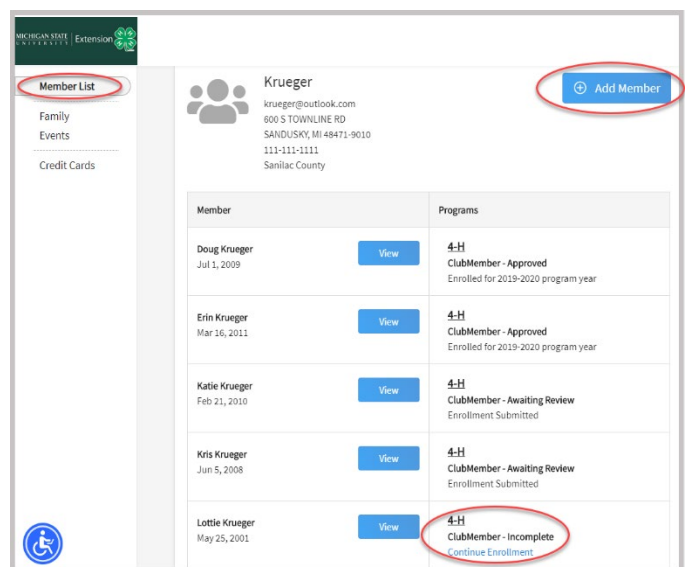 MICHIGAN STATE
UNIVERSITY
Extension
Member List
Family
Events
Credit Cards
Krueger
krueger@outlook.com
600 S TOWNLINE RD
SANDUSKY, MI 48471-9010
111-111-1111
Sanilac County
Add Member
Member Programs
Doug Krueger
Jul 1, 2009
View
4-H
ClubMember - Approved
Enrolled for 2019-2020 program year
Erin Krueger
Mar 16, 2011
View
4-H
ClubMember - Approved
Enrolled for 2019-2020 program year
Katie Krueger
Feb 21, 2010
View
4-H
ClubMember - Awaiting Review
Enrollment Submitted
Kris Krueger
Jun 5, 2008
View
4-H
ClubMember - Awaiting Review
Enrollment Submitted
Lottie Krueger
May 25, 2001
View
4-H
ClubMember - Incomplete
Continue Enrollment